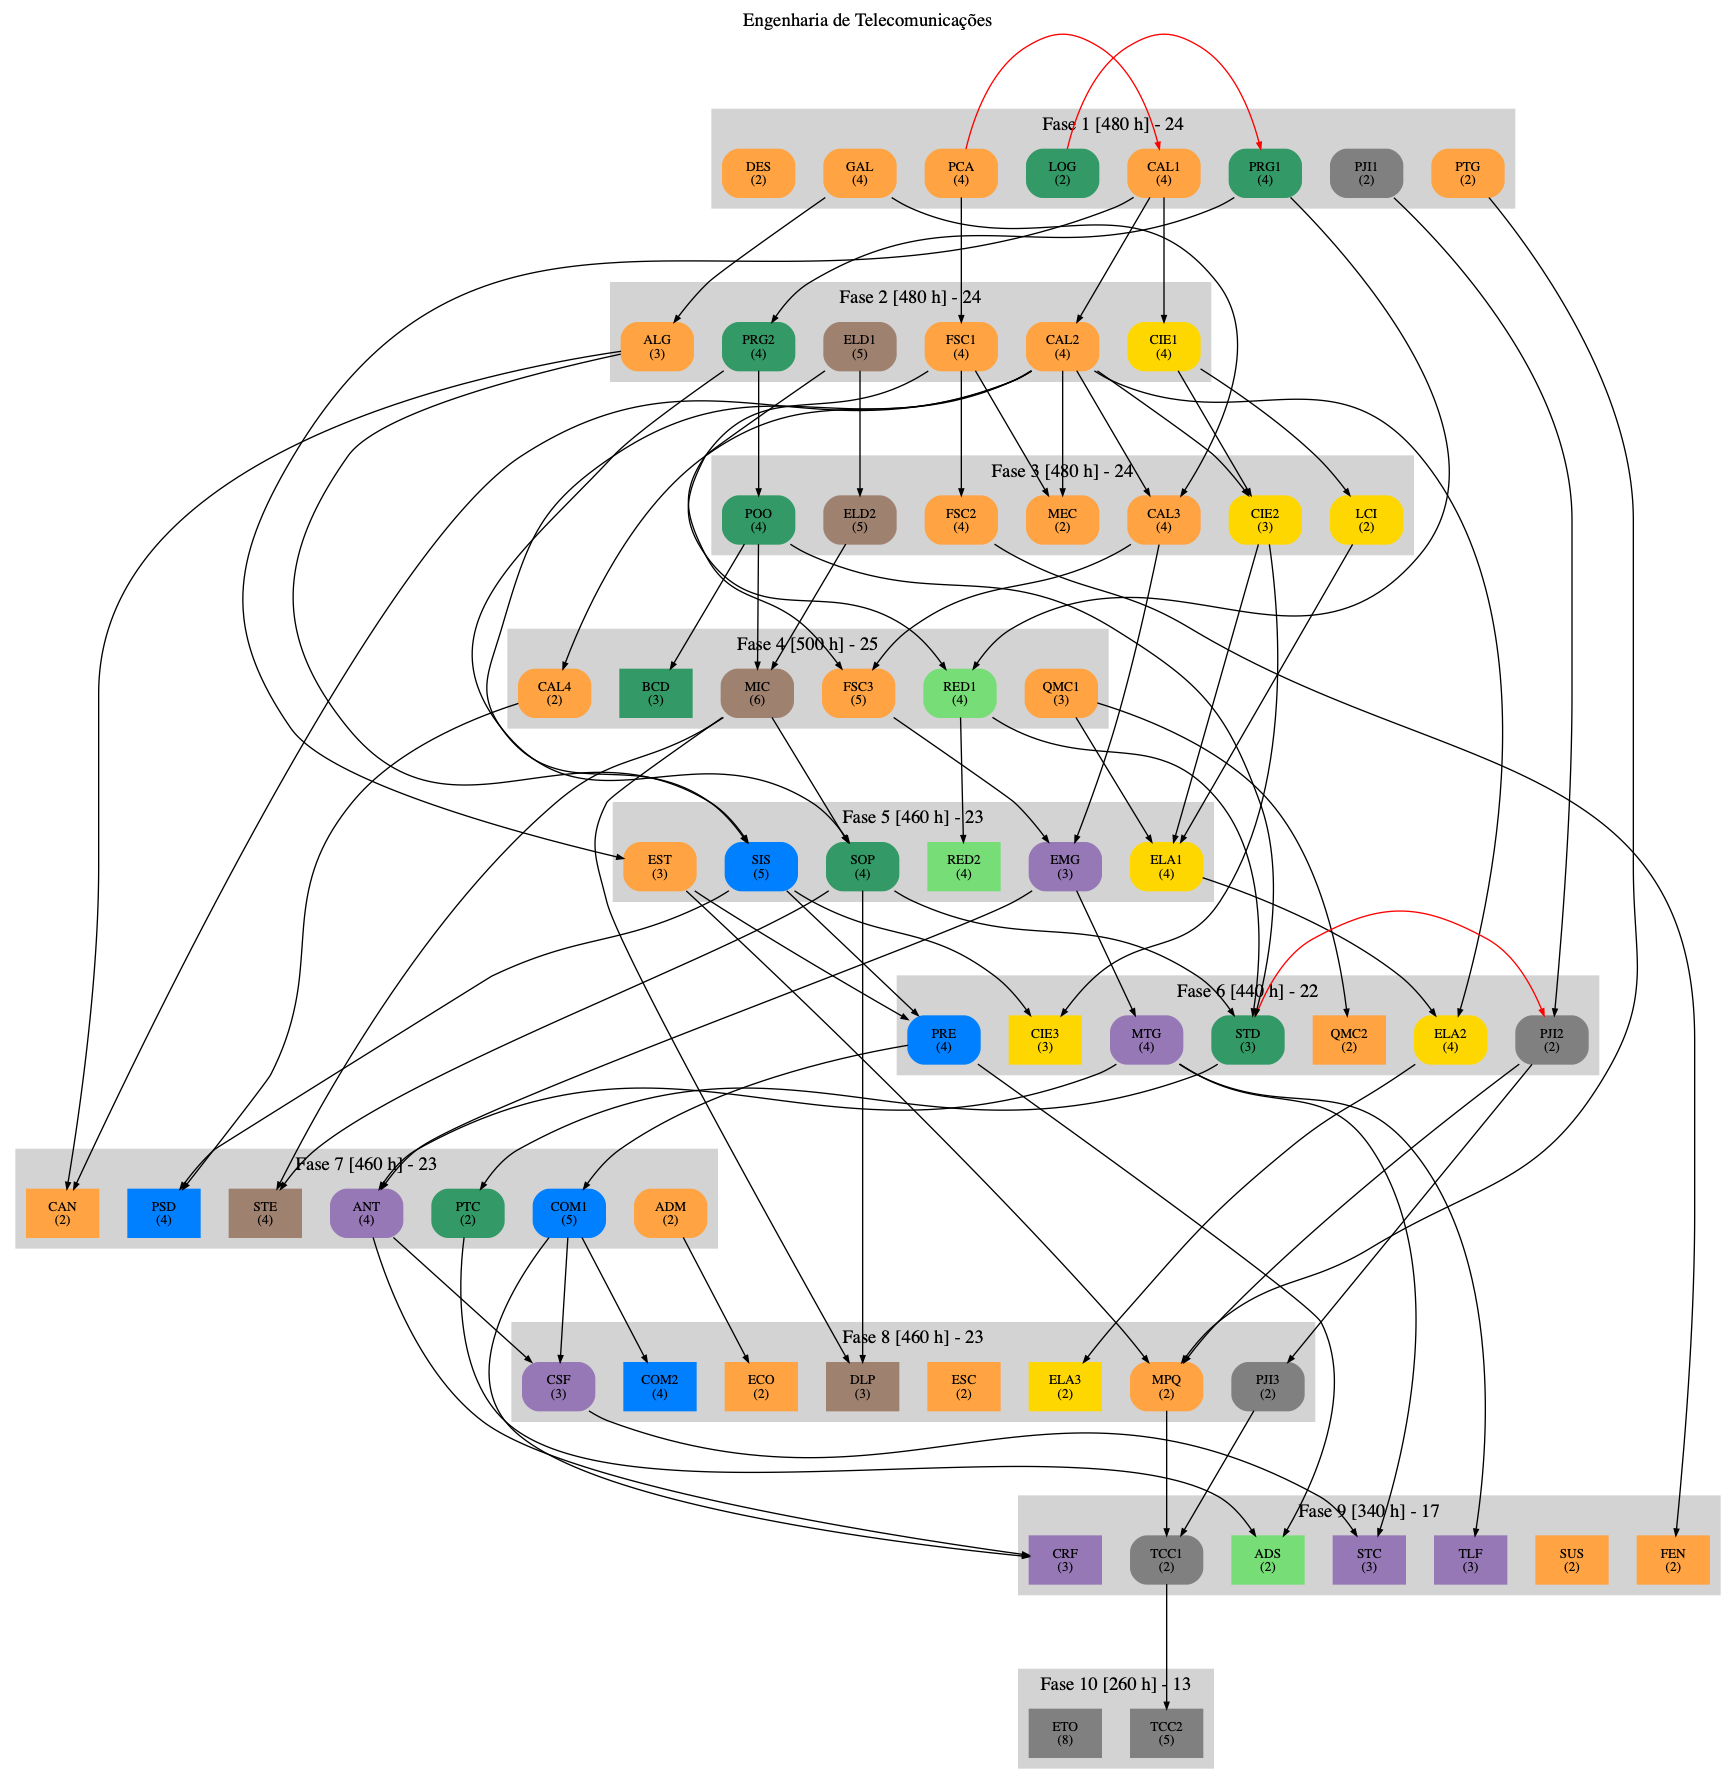 Engenharia de Telecomunicações
Fase 1 [480 h] - 24
DES
(2)
GAL
(4)
PCA
(4)
LOG
(2)
CAL1
(4)
PRG1
(4)
PJI1
(2)
PTG
(2)
Fase 2 [480 h] - 24
ALG
(3)
PRG2
(4)
ELD1
(5)
FSC1
(4)
CAL2
(4)
CIE1
(4)
Fase 3 [480 h] - 24
POO
(4)
ELD2
(5)
FSC2
(4)
MEC
(2)
CAL3
(4)
CIE2
(3)
LCI
(2)
Fase 4 [500 h] - 25
CAL4
(2)
BCD
(3)
MIC
(6)
FSC3
(5)
RED1
(4)
QMC1
(3)
Fase 5 [460 h] - 23
EST
(3)
SIS
(5)
SOP
(4)
RED2
(4)
EMG
(3)
ELA1
(4)
Fase 6 [440 h] - 22
PRE
(4)
CIE3
(3)
MTG
(4)
STD
(3)
QMC2
(2)
ELA2
(4)
PJI2
(2)
Fase 7 [460 h] - 23
CAN
(2)
PSD
(4)
STE
(4)
ANT
(4)
PTC
(2)
COM1
(5)
ADM
(2)
Fase 8 [460 h] - 23
CSF
(3)
COM2
(4)
ECO
(2)
DLP
(3)
ESC
(2)
ELA3
(2)
MPQ
(2)
PJI3
(2)
Fase 9 [340 h] - 17
CRF
(3)
TCC1
(2)
ADS
(2)
STC
(3)
TLF
(3)
SUS
(2)
FEN
(2)
Fase 10 [260 h] - 13
ETO
(8)
TCC2
(5)